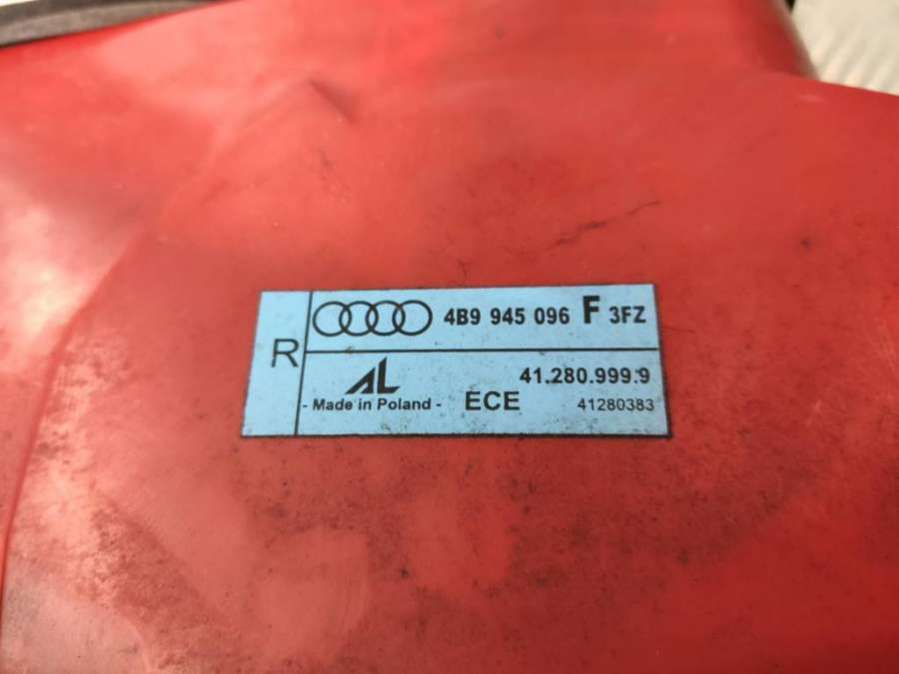 R
4B9 945 096 F 3FZ
AL
41.280.999.9
- Made in Poland - ECE 41280383